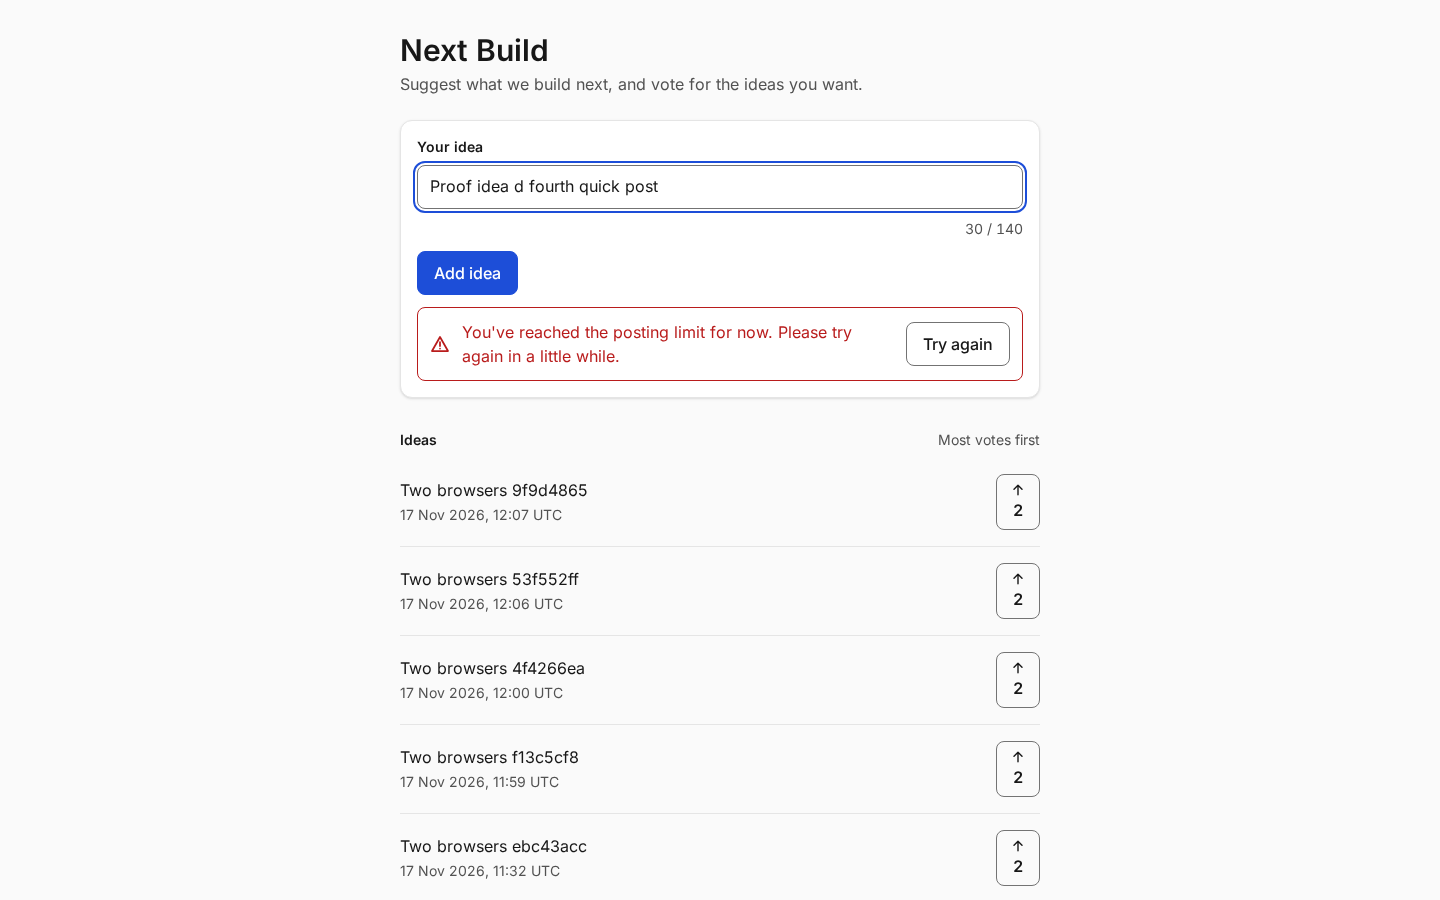 Next Build
Suggest what we build next, and vote for the ideas you want.
Your idea
Proof idea d fourth quick post
30 / 140
Add idea
You've reached the posting limit for now. Please try
again in a little while.
Try again
Ideas
Most votes first
Two browsers 9f9d4865
17 Nov 2026, 12:07 UTC
↑
2
Two browsers 53f552ff
17 Nov 2026, 12:06 UTC
↑
2
Two browsers 4f4266ea
17 Nov 2026, 12:00 UTC
↑
2
Two browsers f13c5cf8
17 Nov 2026, 11:59 UTC
↑
2
Two browsers ebc43acc
17 Nov 2026, 11:32 UTC
↑
2